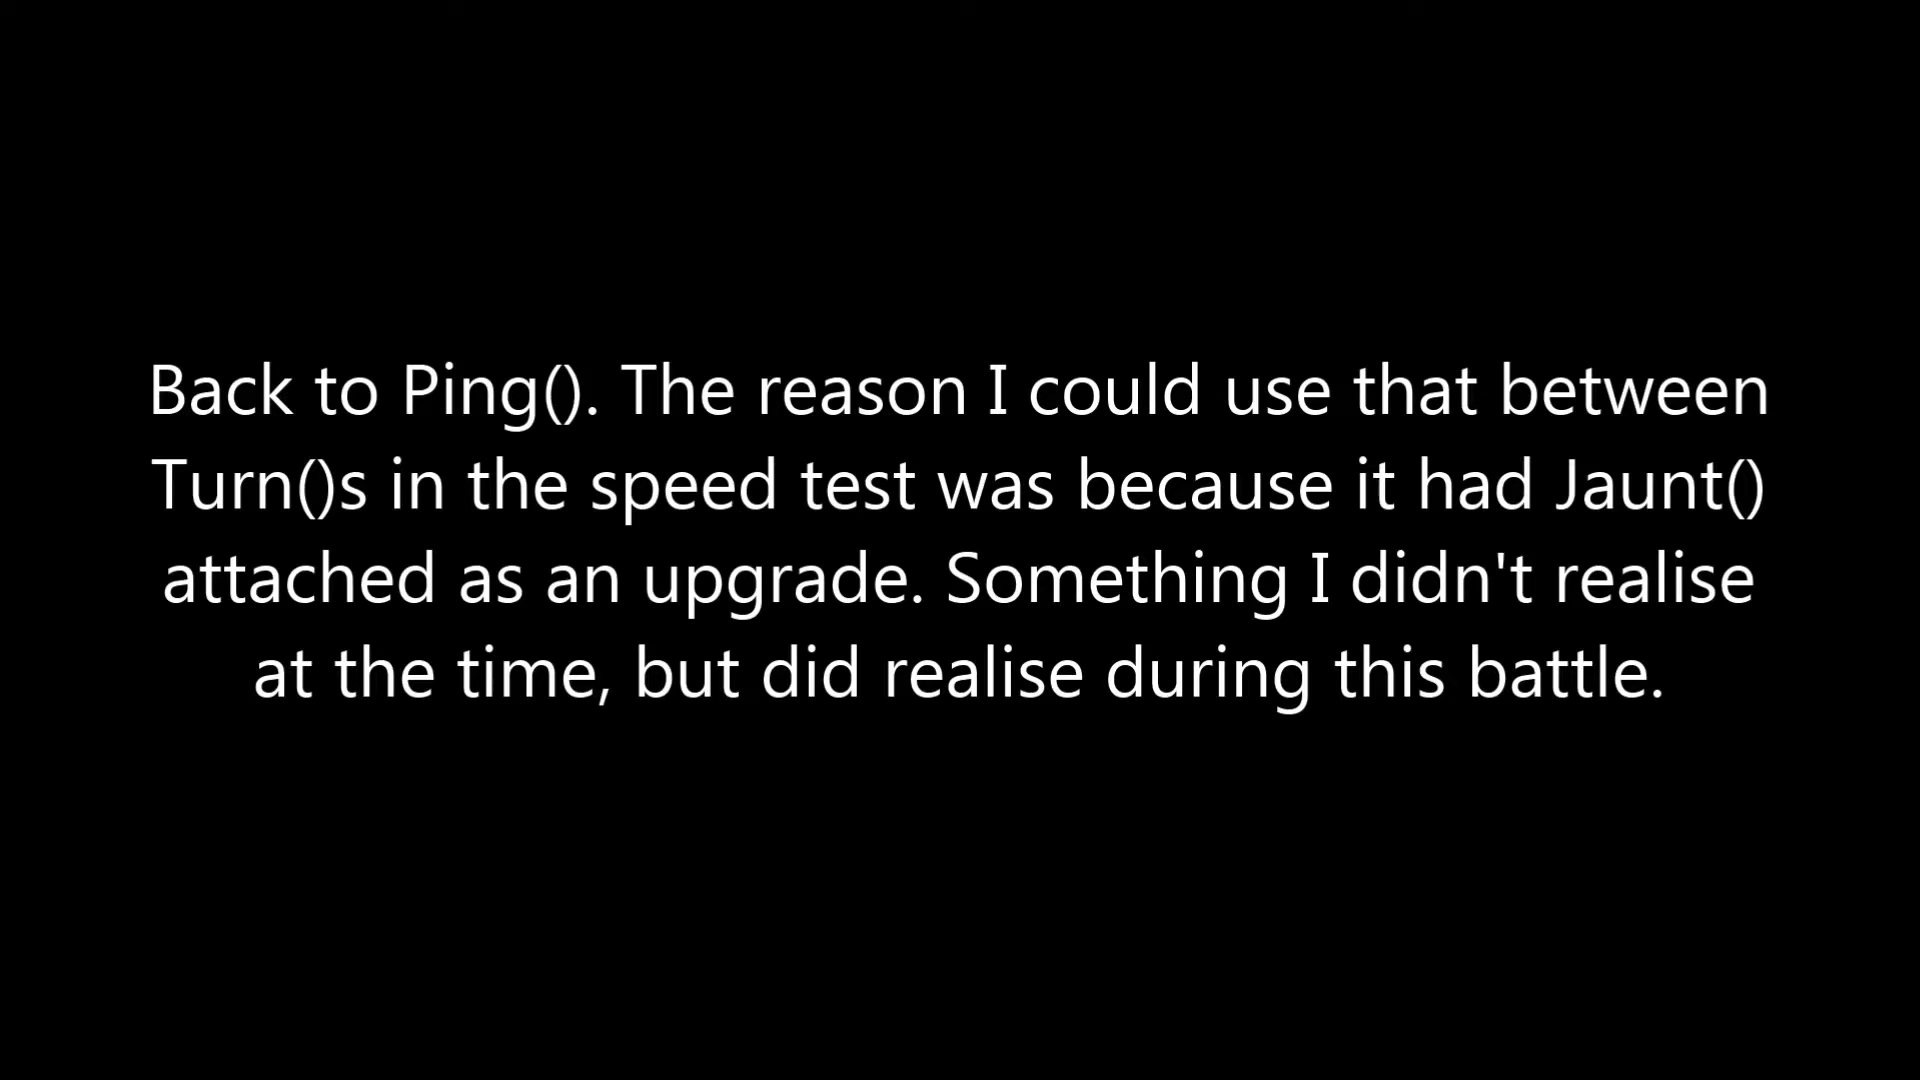 Back to Ping(). The reason I could use that between
Turn()s in the speed test was because it had Jaunt()
attached as an upgrade. Something I didn't realise
at the time, but did realise during this battle.